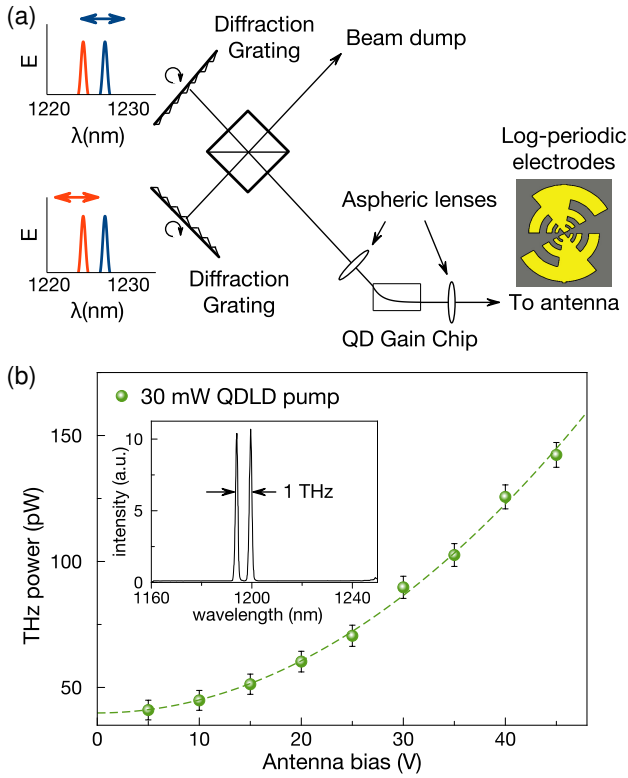 (a)
Diffraction
Grating
Beam dump
E
1220 1230
λ(nm)
Log-periodic
electrodes
Aspheric lenses
E
1220 1230
λ(nm)
Diffraction
Grating
QD Gain Chip
To antenna
(b)
30 mW QDLD pump
150
100
50
THz power (pW)
10
5
0
intensity (a.u.)
1 THz
1160 1200 1240
wavelength (nm)
0 10 20 30 40
Antenna bias (V)